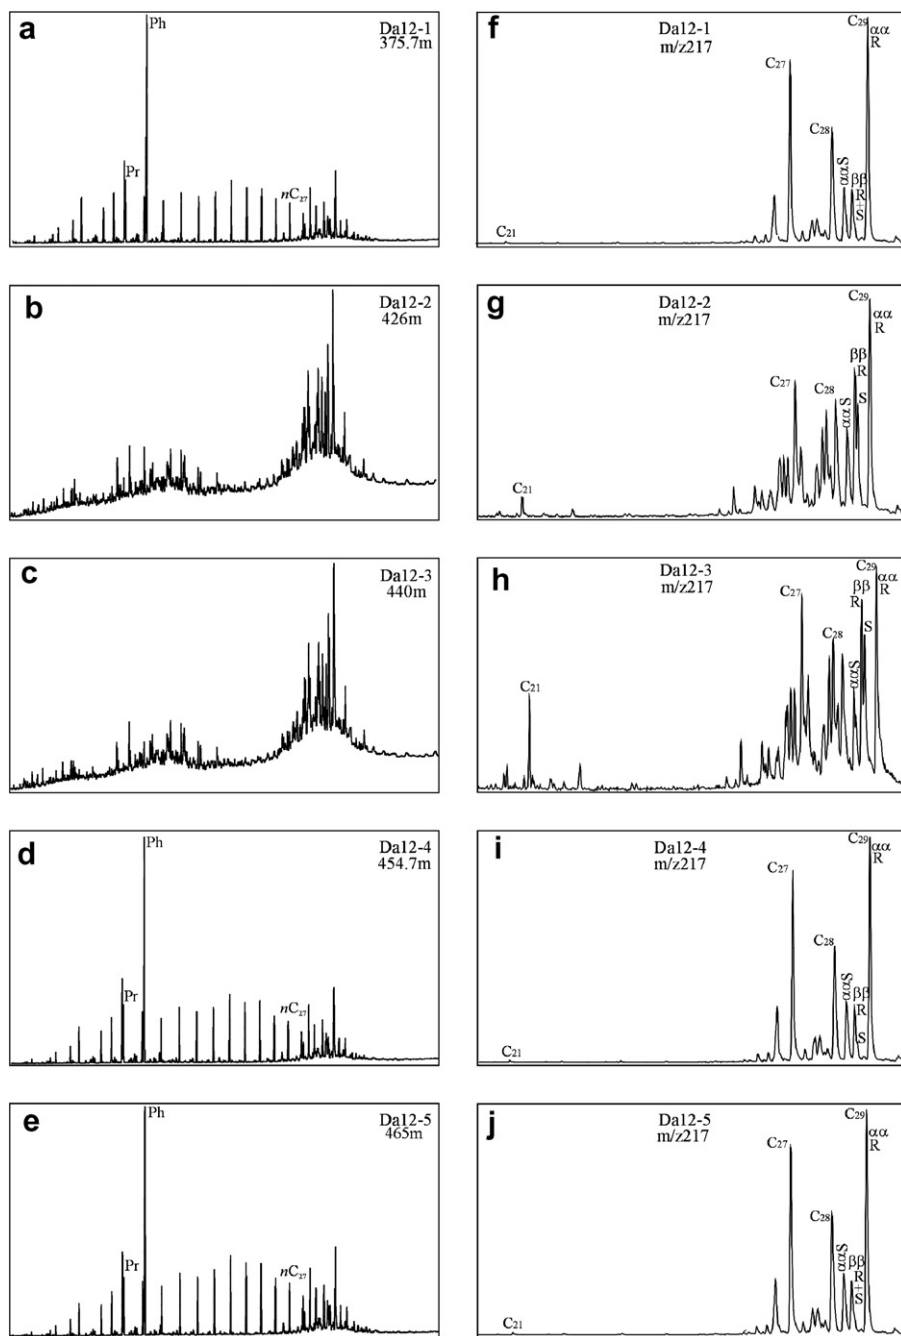 a
Ph
Da12-1
375.7m
Pr
nC₂₇
f
Da12-1
m/z217
C₂₉
αα
R
C₂₇
C₂₈
ααS
ββ
R
+
S
C₂₁
b
Da12-2
426m
g
Da12-2
m/z217
C₂₉
αα
R
ββ
R
C₂₇
C₂₈
S
ααS
C₂₁
c
Da12-3
440m
h
Da12-3
m/z217
C₂₉
αα
R
ββ
R
C₂₇
S
C₂₈
ααS
C₂₁
d
Ph
Da12-4
454.7m
Pr
nC₂₇
i
Da12-4
m/z217
C₂₉
αα
R
C₂₇
C₂₈
ααS
ββ
R
S
C₂₁
e
Ph
Da12-5
465m
Pr
nC₂₇
j
Da12-5
m/z217
C₂₉
αα
R
C₂₇
C₂₈
ααS
ββ
R
+
S
C₂₁